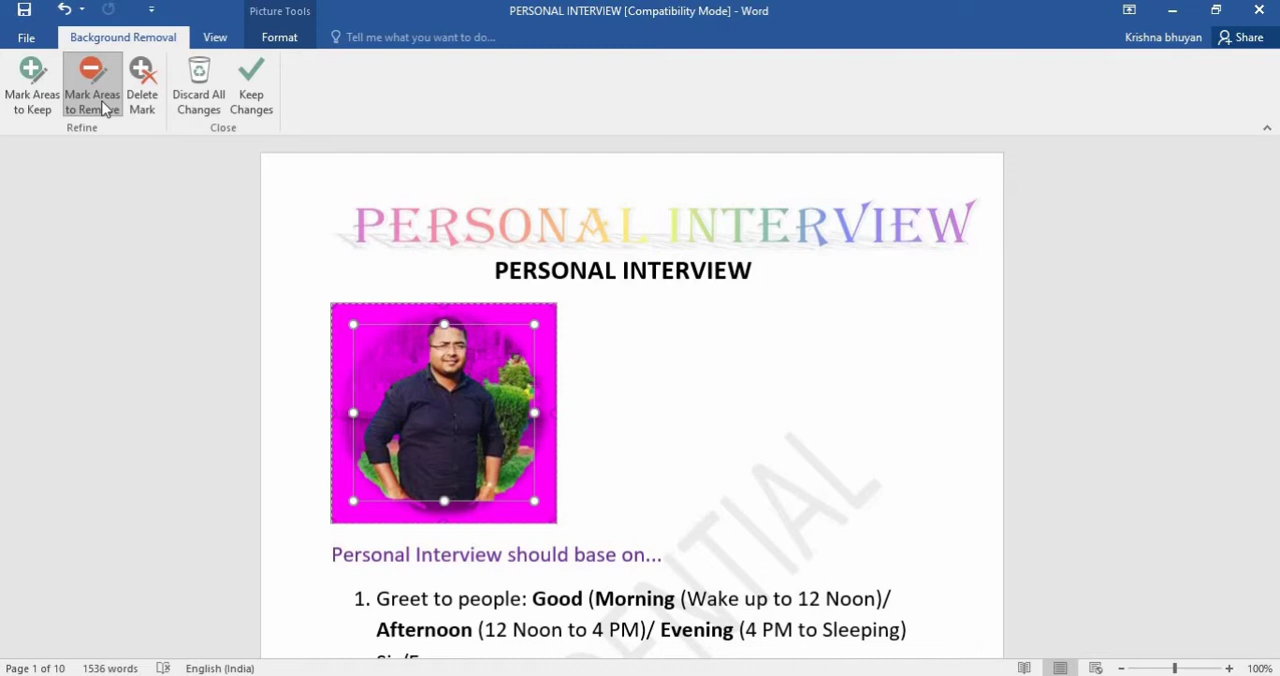 PERSONAL INTERVIEW [Compatibility Mode] - Word
Picture Tools
File
Background Removal
View
Format
Tell me what you want to do...
Krishna bhuyan
Share
Mark Areas
to Keep
Mark Areas
to Remove
Delete
Mark
Discard All
Changes
Keep
Changes
Refine
Close
PERSONAL INTERVIEW
PERSONAL INTERVIEW
Personal Interview should base on...
1. Greet to people: Good (Morning (Wake up to 12 Noon)/
Afternoon (12 Noon to 4 PM)/ Evening (4 PM to Sleeping)
Page 1 of 10
1536 words
English (India)
100%